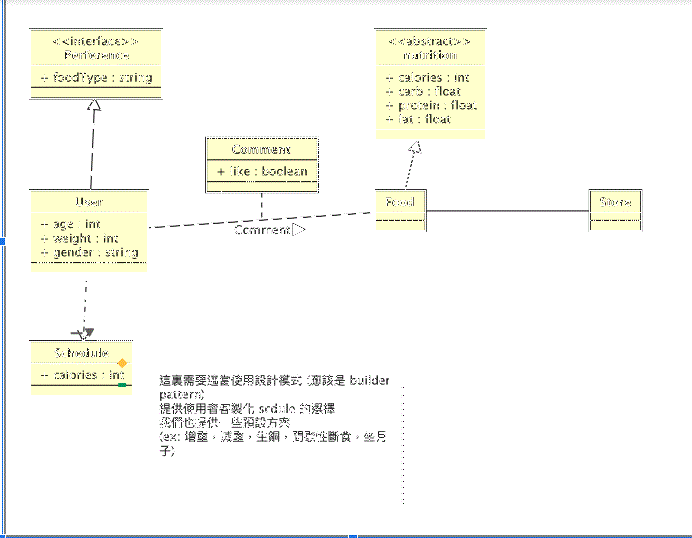 <<interface>>
Perference
+ foodType : string
<<abstract>>
nutrition
+ calories : int
+ carb : float
+ protein : float
+ fat : float
Comment
+ like : boolean
User
+ age : int
+ weight : int
+ gender : string
Food
Store
Comment
Schedule
+ calories : int
這裏需要適當使用設計模式 (應該是 builder
pattern)
提供使用者客製化 scdule 的選擇
我們也提供一些預設方案
(ex: 增壟，減壟，生酮，間歇性斷食，坐月
子)